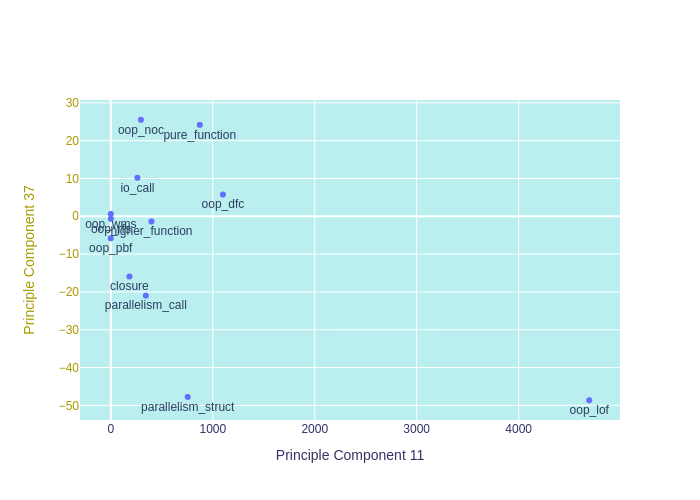 30
20
10
0
−10
−20
−30
−40
−50
Principle Component 37
oop_noc
pure_function
io_call
oop_dfc
oop_wms
higher_function
oop_pbf
closure
parallelism_call
parallelism_struct
oop_lof
0
1000
2000
3000
4000
Principle Component 11